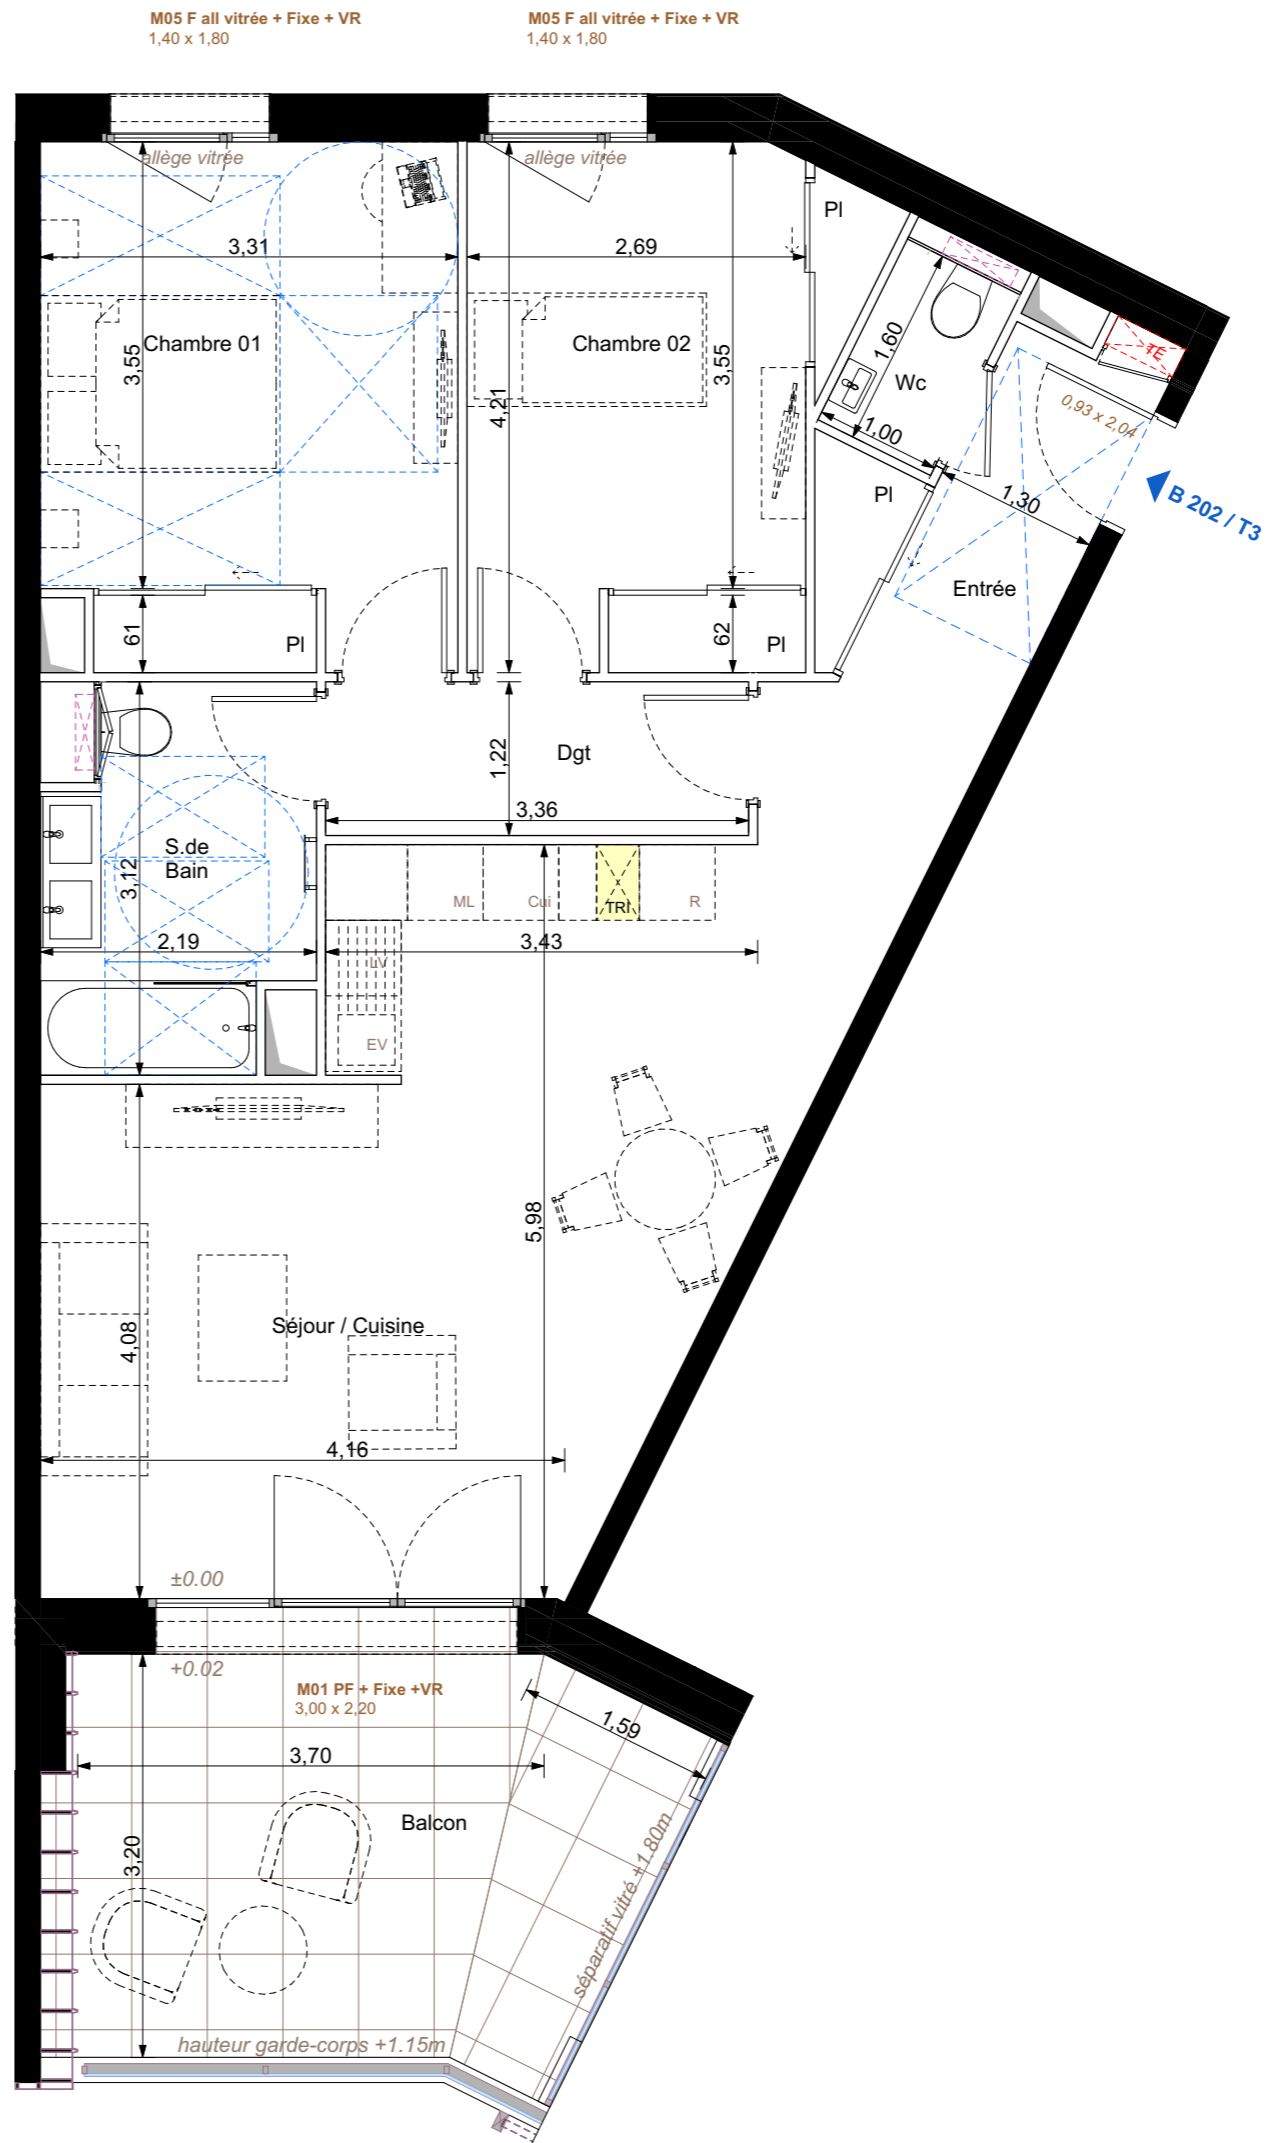 M05 F all vitrée + Fixe + VR
1,40 x 1,80
M05 F all vitrée + Fixe + VR
1,40 x 1,80
allège vitrée
allège vitrée
Pl
3,31
2,69
Chambre 01
3,55
Chambre 02
4,21
3,55
1,60
Wc
1,00
TE
0,93 x 2,04
B 202 / T3
Pl
1,30
Entrée
61
Pl
62
Pl
1,22
Dgt
3,36
S.de
Bain
3,12
2,19
ML
Cui
TRI
R
3,43
LV
EV
5,98
4,08
Séjour / Cuisine
4,16
±0.00
+0.02
M01 PF + Fixe +VR
3,00 x 2,20
1,59
3,70
Balcon
3,20
séparatif vitré +1.80m
hauteur garde-corps +1.15m